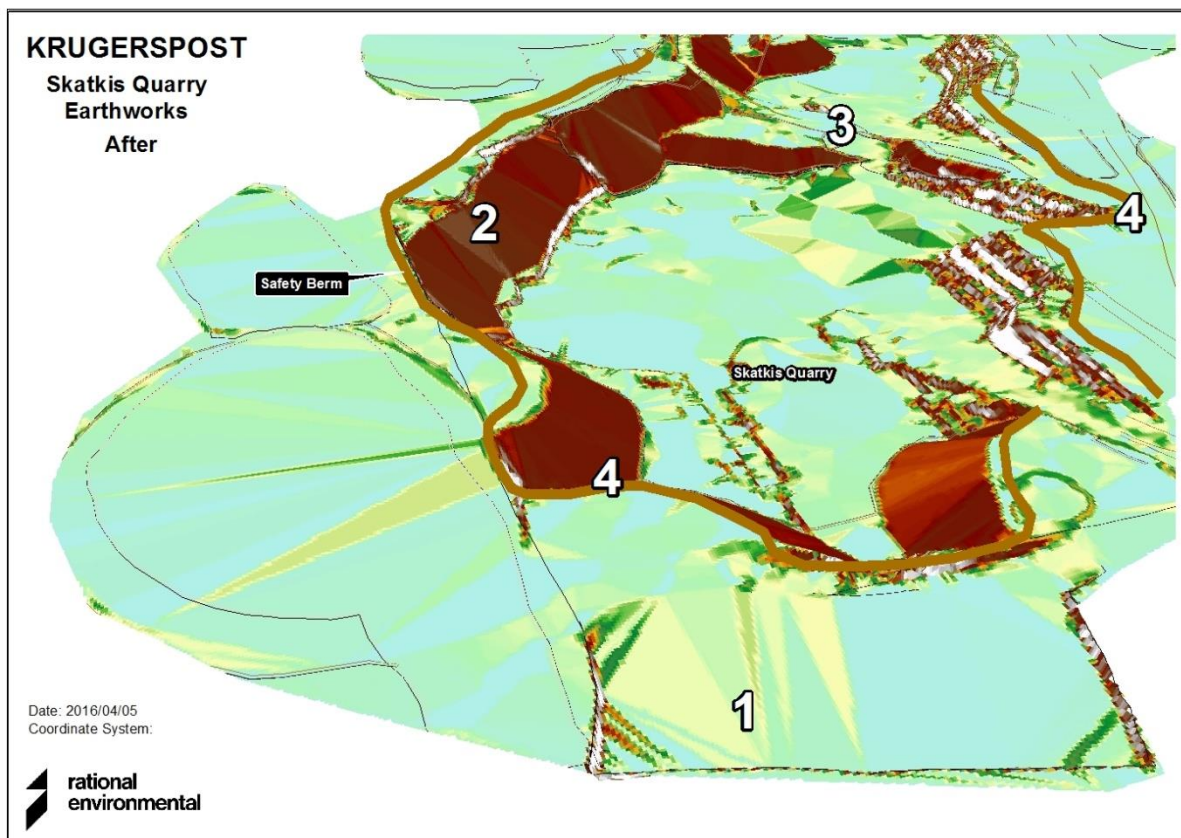 KRUGERSPOST
Skatkis Quarry
Earthworks
After
3
4
2
Safety Berm
Skatkis Quarry
4
1
Date: 2016/04/05
Coordinate System:
rational
environmental